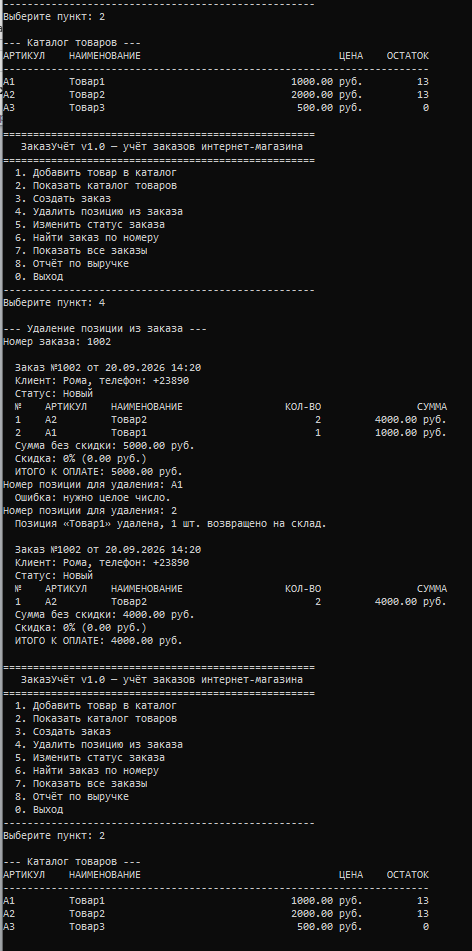 --------------------------------------------------
Выберите пункт: 2
--- Каталог товаров ---
АРТИКУЛ НАИМЕНОВАНИЕ ЦЕНА ОСТАТОК
-----------------------------------------------------------------------
A1 Товар1 1000.00 руб. 13
A2 Товар2 2000.00 руб. 13
A3 Товар3 500.00 руб. 0
====================================================
ЗаказУчёт v1.0 — учёт заказов интернет-магазина
====================================================
1. Добавить товар в каталог
2. Показать каталог товаров
3. Создать заказ
4. Удалить позицию из заказа
5. Изменить статус заказа
6. Найти заказ по номеру
7. Показать все заказы
8. Отчёт по выручке
0. Выход
----------------------------------------------------
Выберите пункт: 4
--- Удаление позиции из заказа ---
Номер заказа: 1002
Заказ №1002 от 20.09.2026 14:20
Клиент: Рома, телефон: +23890
Статус: Новый
№ АРТИКУЛ НАИМЕНОВАНИЕ КОЛ-ВО СУММА
1 A2 Товар2 2 4000.00 руб.
2 A1 Товар1 1 1000.00 руб.
Сумма без скидки: 5000.00 руб.
Скидка: 0% (0.00 руб.)
ИТОГО К ОПЛАТЕ: 5000.00 руб.
Номер позиции для удаления: A1
Ошибка: нужно целое число.
Номер позиции для удаления: 2
Позиция «Товар1» удалена, 1 шт. возвращено на склад.
Заказ №1002 от 20.09.2026 14:20
Клиент: Рома, телефон: +23890
Статус: Новый
№ АРТИКУЛ НАИМЕНОВАНИЕ КОЛ-ВО СУММА
1 A2 Товар2 2 4000.00 руб.
Сумма без скидки: 4000.00 руб.
Скидка: 0% (0.00 руб.)
ИТОГО К ОПЛАТЕ: 4000.00 руб.
====================================================
ЗаказУчёт v1.0 — учёт заказов интернет-магазина
====================================================
1. Добавить товар в каталог
2. Показать каталог товаров
3. Создать заказ
4. Удалить позицию из заказа
5. Изменить статус заказа
6. Найти заказ по номеру
7. Показать все заказы
8. Отчёт по выручке
0. Выход
----------------------------------------------------
Выберите пункт: 2
--- Каталог товаров ---
АРТИКУЛ НАИМЕНОВАНИЕ ЦЕНА ОСТАТОК
-----------------------------------------------------------------------
A1 Товар1 1000.00 руб. 13
A2 Товар2 2000.00 руб. 13
A3 Товар3 500.00 руб. 0